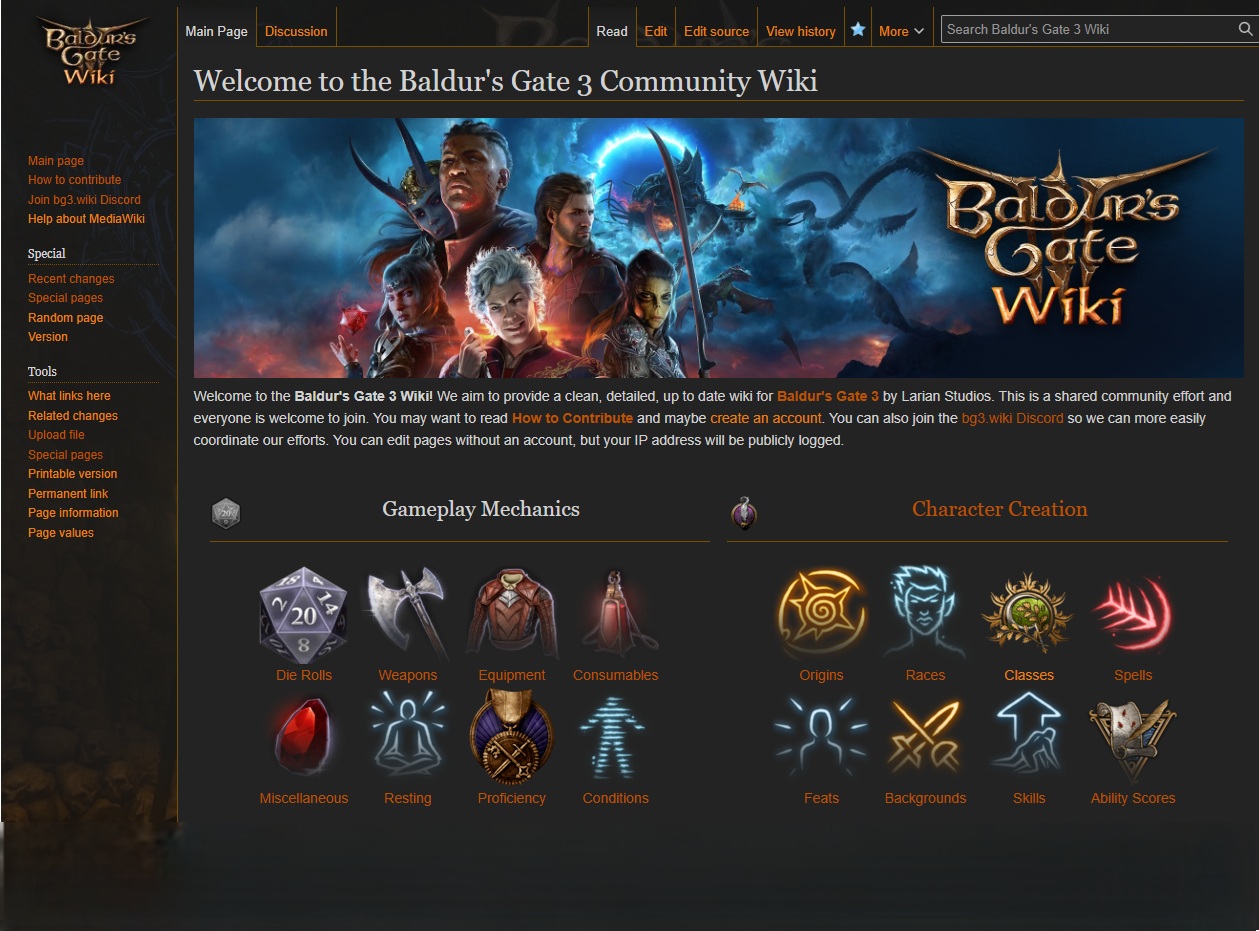 Baldur's
Gate
Wiki
Main Page
Discussion
Read
Edit
Edit source
View history
More
Search Baldur's Gate 3 Wiki
Main page
How to contribute
Join bg3.wiki Discord
Help about MediaWiki
Special
Recent changes
Special pages
Random page
Version
Tools
What links here
Related changes
Upload file
Special pages
Printable version
Permanent link
Page information
Page values
Welcome to the Baldur's Gate 3 Community Wiki
Baldur's
Gate
Wiki
Welcome to the Baldur's Gate 3 Wiki! We aim to provide a clean, detailed, up to date wiki for Baldur's Gate 3 by Larian Studios. This is a shared community effort and
everyone is welcome to join. You may want to read How to Contribute and maybe create an account. You can also join the bg3.wiki Discord so we can more easily
coordinate our efforts. You can edit pages without an account, but your IP address will be publicly logged.
20
Gameplay Mechanics
18
4
2
14
20
8
Die Rolls
Weapons
Equipment
Consumables
Miscellaneous
Resting
Proficiency
Conditions
Character Creation
Origins
Races
Classes
Spells
Feats
Backgrounds
Skills
Ability Scores